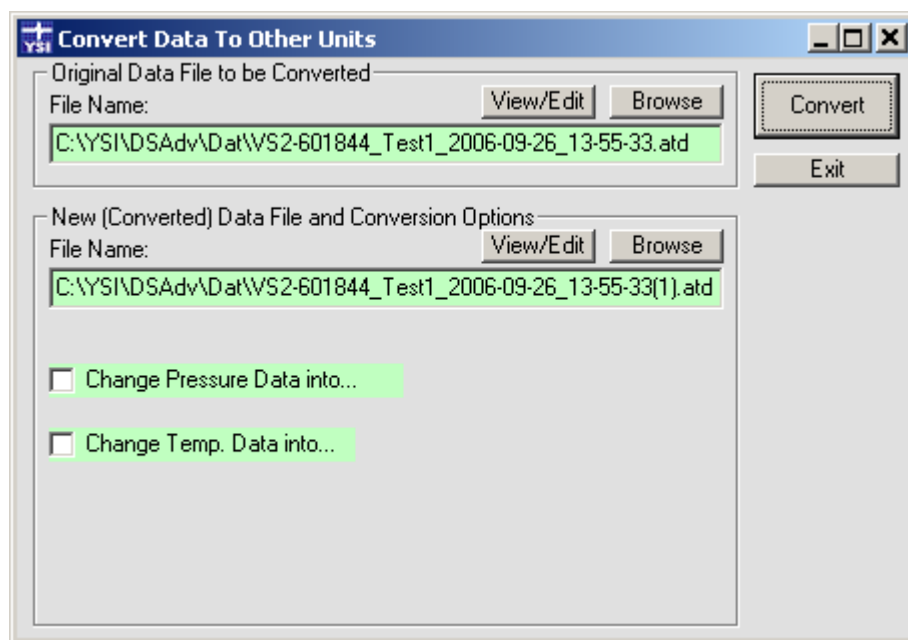 YSI Convert Data To Other Units
Original Data File to be Converted
File Name: View/Edit Browse
C:\YSI\DSAdv\Dat\VS2-601844_Test1_2006-09-26_13-55-33.atd
Convert
Exit
New (Converted) Data File and Conversion Options
File Name: View/Edit Browse
C:\YSI\DSAdv\Dat\VS2-601844_Test1_2006-09-26_13-55-33(1).atd
Change Pressure Data into...
Change Temp. Data into...